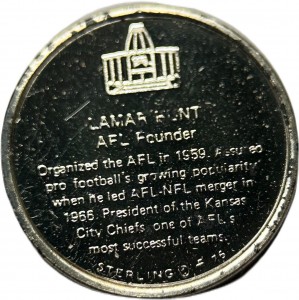 LAMAR HUNT
AFL Founder
Organized the AFL in 1959. Assured
pro football's growing popularity
when he led AFL-NFL merger in
1966. President of the Kansas
City Chiefs, one of AFL's
most successful teams.
STERLING